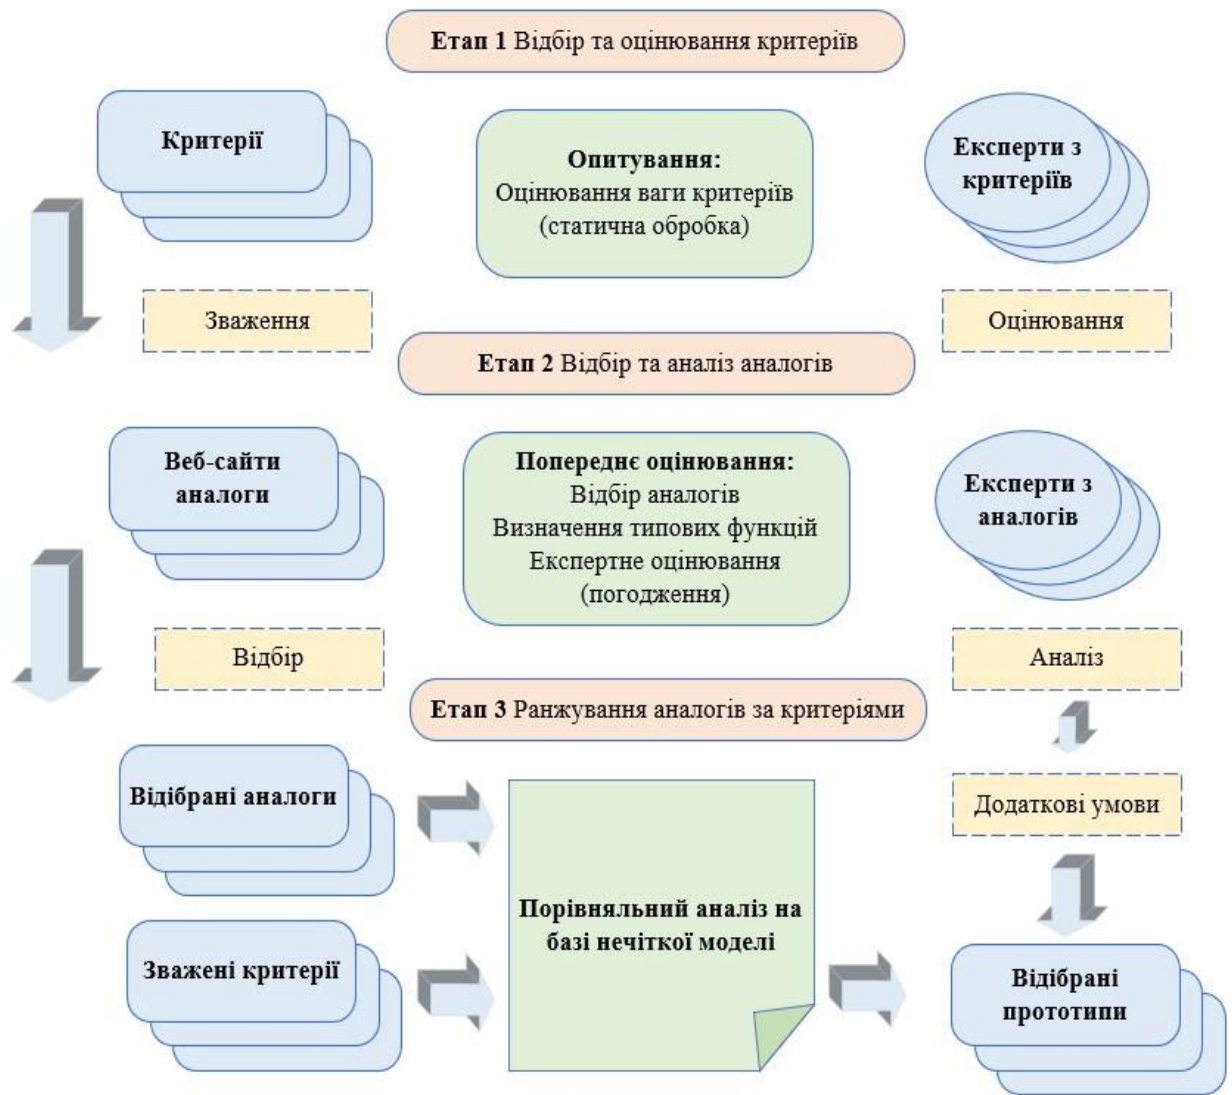 Етап 1 Відбір та оцінювання критеріїв
Критерії
Опитування:
Оцінювання ваги критеріїв
(статична обробка)
Експерти з
критеріїв
Зваження
Оцінювання
Етап 2 Відбір та аналіз аналогів
Веб-сайти
аналоги
Попереднє оцінювання:
Відбір аналогів
Визначення типових функцій
Експертне оцінювання
(погодження)
Експерти з
аналогів
Відбір
Аналіз
Етап 3 Ранжування аналогів за критеріями
Відібрані аналоги
Додаткові умови
Порівняльний аналіз на
базі нечіткої моделі
Зважені критерії
Відібрані
прототипи